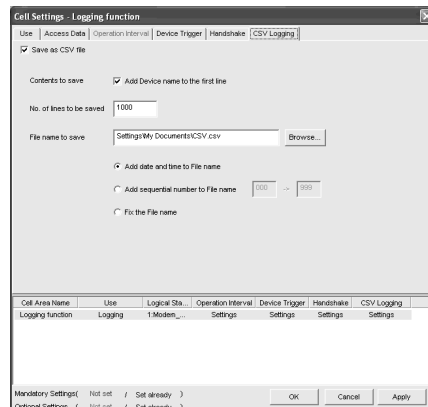 Cell Settings - Logging function
Use Access Data Operation Interval Device Trigger Handshake CSV Logging
Save as CSV file
Contents to save Add Device name to the first line
No. of lines to be saved 1000
File name to save Settings\My Documents\CSV.csv Browse...
Add date and time to File name
Add sequential number to File name 000 -> 999
Fix the File name
Cell Area Name Use Logical Sta... Operation Interval Device Trigger Handshake CSV Logging
Logging function Logging 1:Modem_... Settings Settings Settings Settings
Mandatory Settings( Not set / Set already )
OK Cancel Apply
Optional Settings ( Not set / Set already )